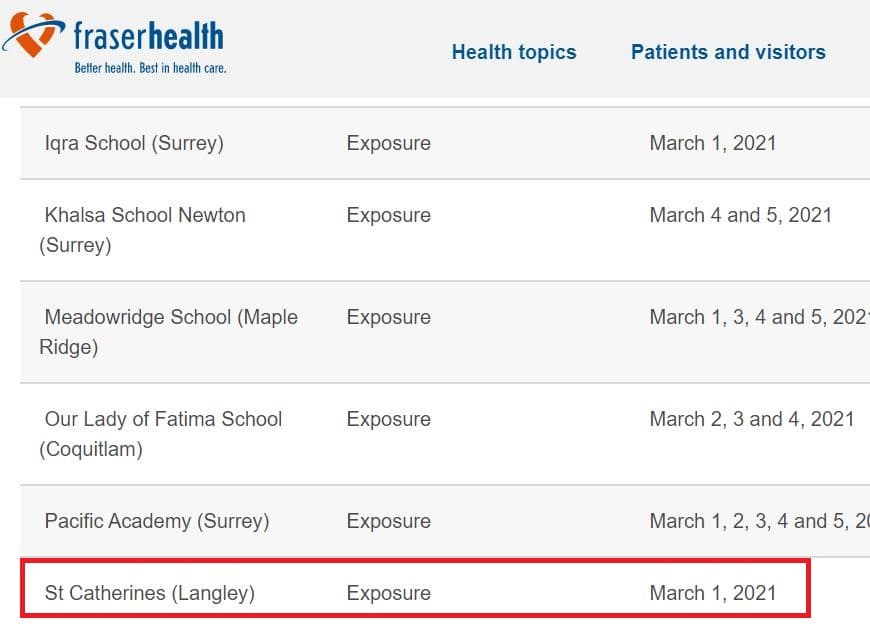 fraserhealth
Better health. Best in health care.
Health topics
Patients and visitors
Iqra School (Surrey) Exposure March 1, 2021
Khalsa School Newton Exposure March 4 and 5, 2021
(Surrey)
Meadowridge School (Maple Exposure March 1, 3, 4 and 5, 202
Ridge)
Our Lady of Fatima School Exposure March 2, 3 and 4, 2021
(Coquitlam)
Pacific Academy (Surrey) Exposure March 1, 2, 3, 4 and 5, 2
St Catherines (Langley) Exposure March 1, 2021